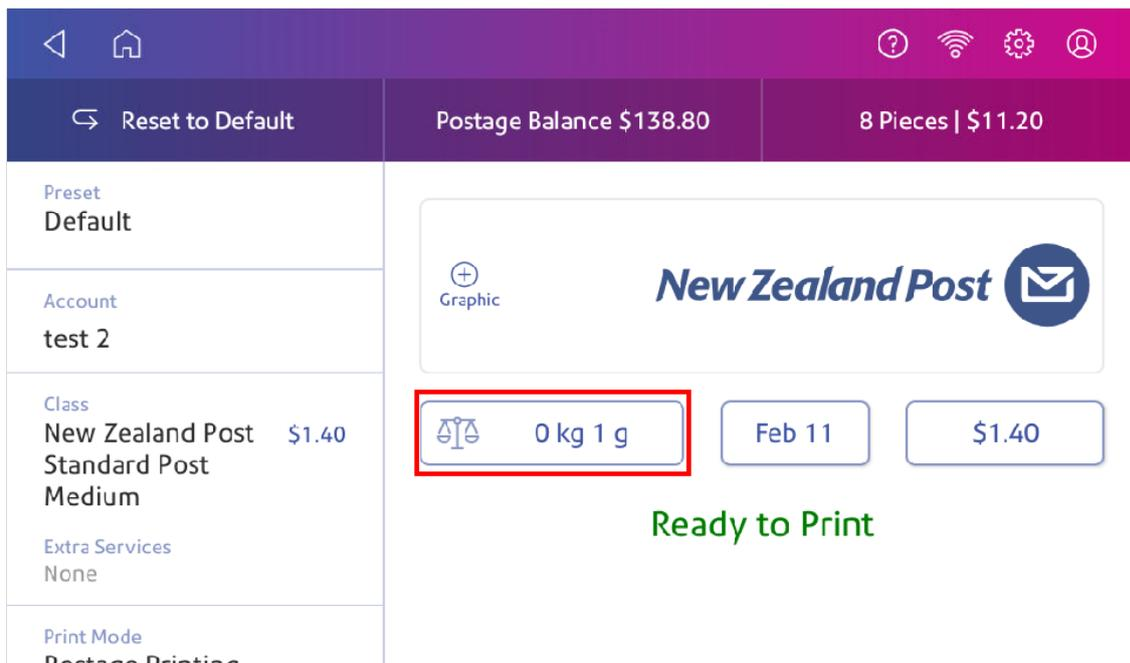 Reset to Default
Postage Balance $138.80
8 Pieces | $11.20
Preset
Default
Account
test 2
Class
New Zealand Post $1.40
Standard Post
Medium
Extra Services
None
Print Mode
Postage Printing
Graphic
New Zealand Post
0 kg 1 g
Feb 11
$1.40
Ready to Print